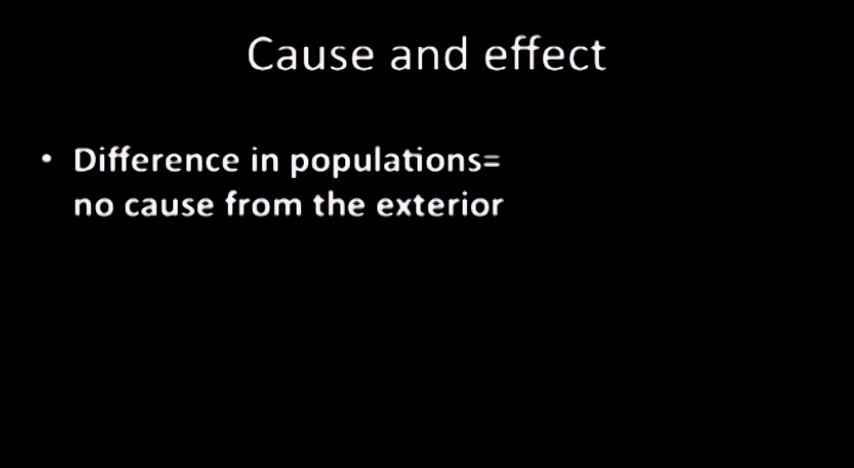 Cause and effect
• Difference in populations=
no cause from the exterior